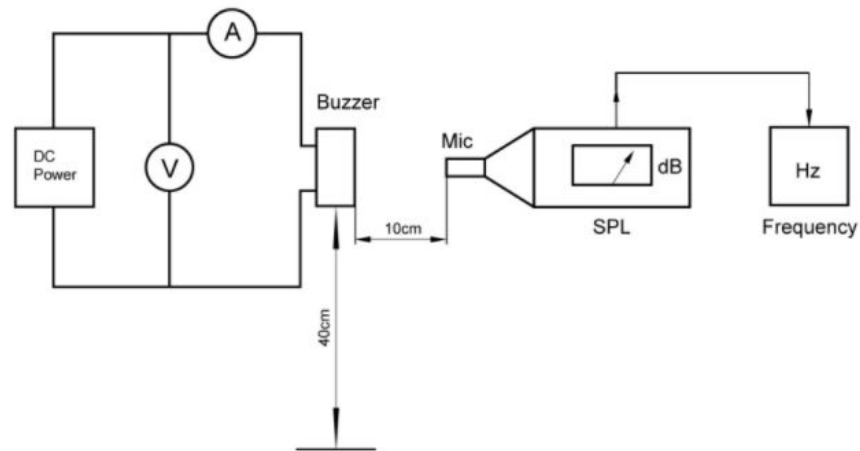 A
Buzzer
DC
Power
V
Mic
dB
Hz
10cm
SPL
Frequency
40cm